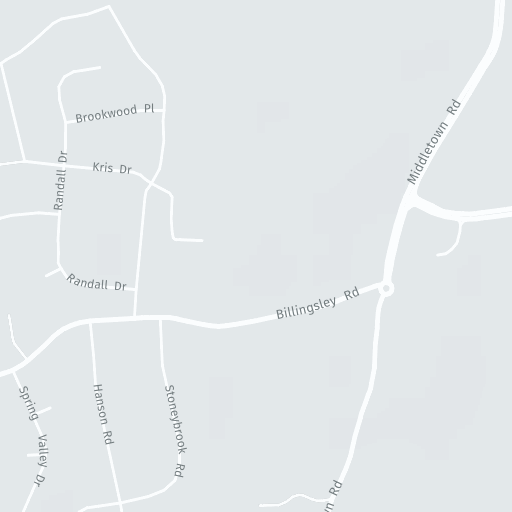 Brookwood Pl
Middletown Rd
Kris Dr
Randall Dr
Randall Dr
Billingsley Rd
Spring Valley Dr
Hanson Rd
Stoneybrook Rd
Rd